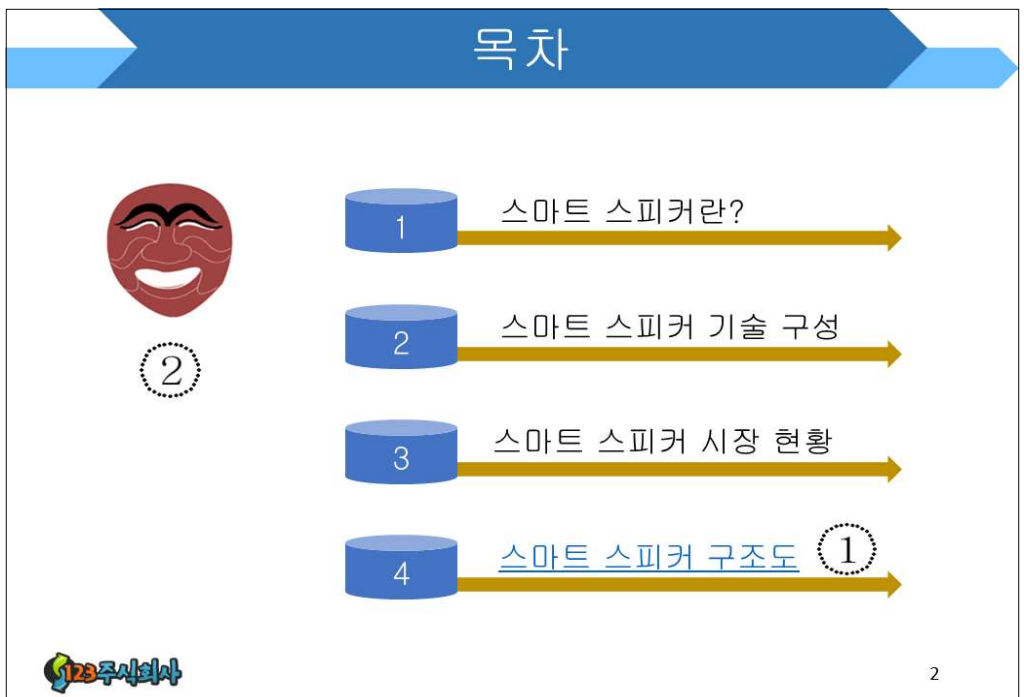 목차
1 스마트 스피커란?
2 스마트 스피커 기술 구성
②
3 스마트 스피커 시장 현황
4 스마트 스피커 구조도 ①
123주식회사
2